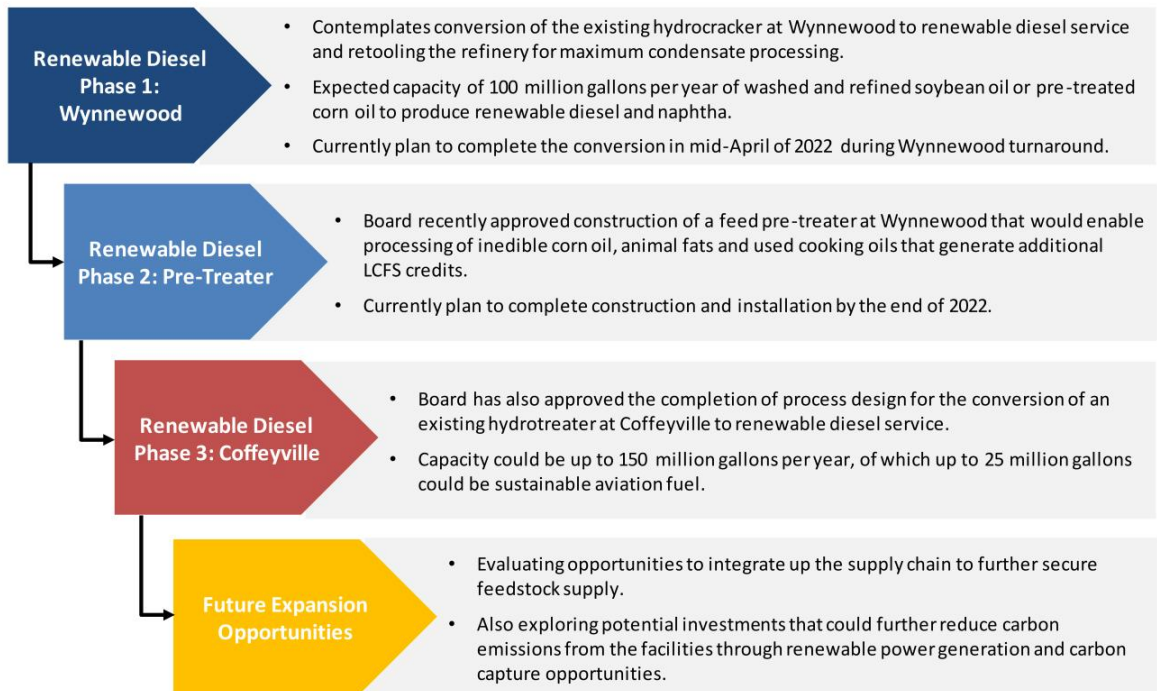 Renewable Diesel
Phase 1:
Wynnewood
• Contemplates conversion of the existing hydrocracker at Wynnewood to renewable diesel service
and retooling the refinery for maximum condensate processing.
• Expected capacity of 100 million gallons per year of washed and refined soybean oil or pre-treated
corn oil to produce renewable diesel and naphtha.
• Currently plan to complete the conversion in mid-April of 2022 during Wynnewood turnaround.
Renewable Diesel
Phase 2: Pre-Treater
• Board recently approved construction of a feed pre-treater at Wynnewood that would enable
processing of inedible corn oil, animal fats and used cooking oils that generate additional
LCFS credits.
• Currently plan to complete construction and installation by the end of 2022.
Renewable Diesel
Phase 3: Coffeyville
• Board has also approved the completion of process design for the conversion of an
existing hydrotreater at Coffeyville to renewable diesel service.
• Capacity could be up to 150 million gallons per year, of which up to 25 million gallons
could be sustainable aviation fuel.
Future Expansion
Opportunities
• Evaluating opportunities to integrate up the supply chain to further secure
feedstock supply.
• Also exploring potential investments that could further reduce carbon
emissions from the facilities through renewable power generation and carbon
capture opportunities.